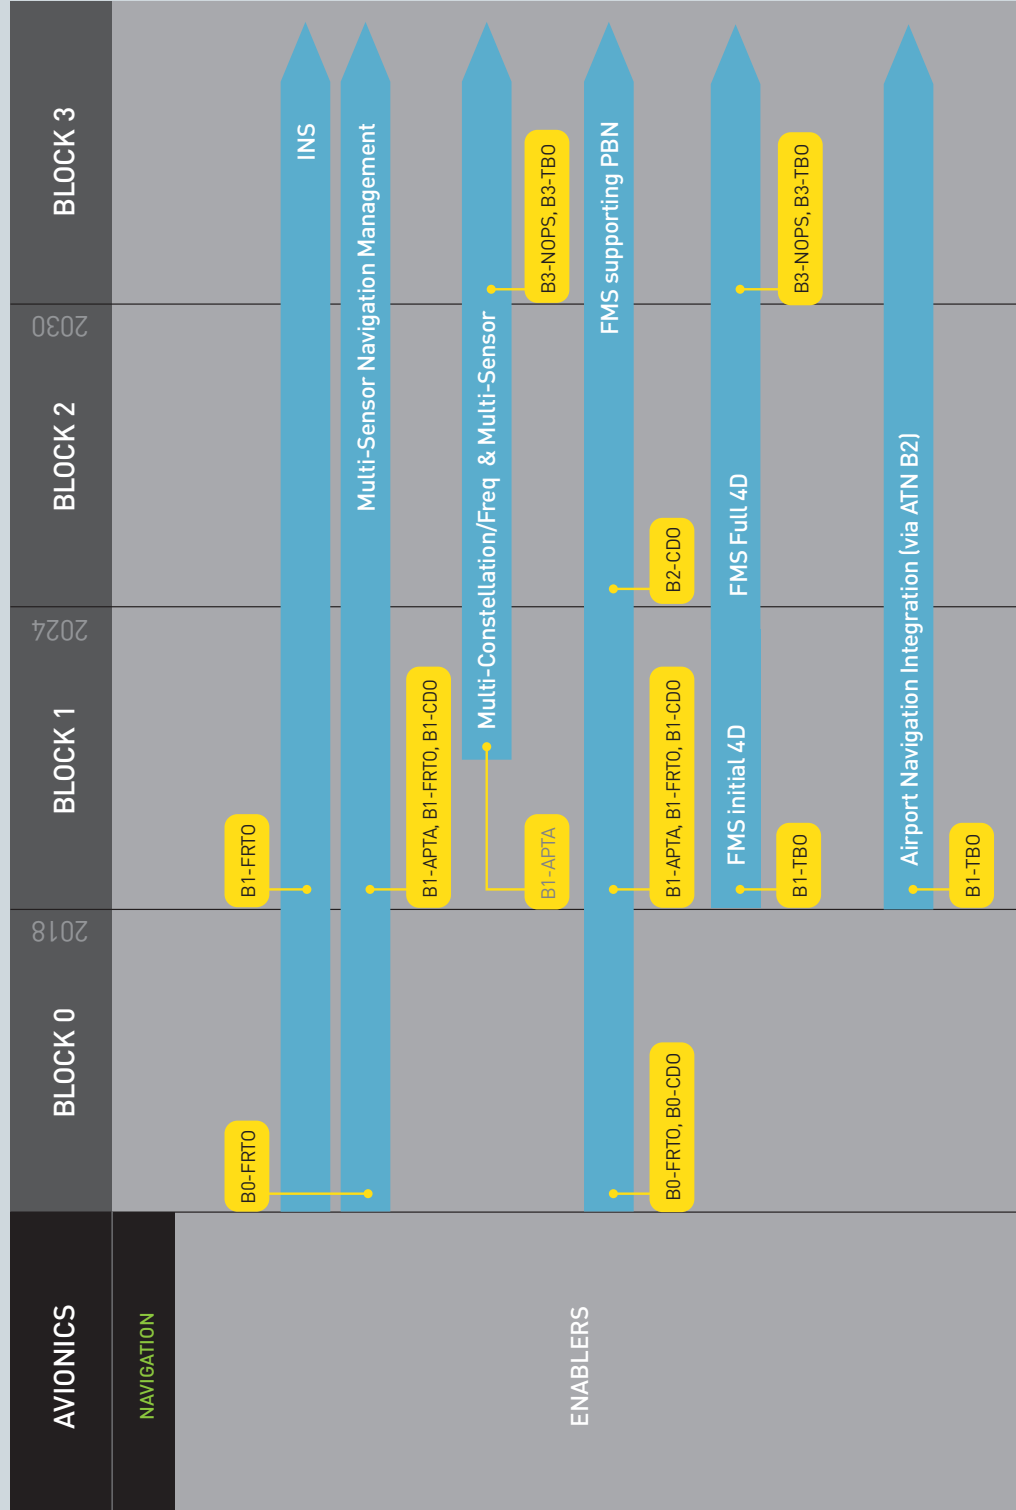 AVIONICS
BLOCK 0
2018
BLOCK 1
2024
BLOCK 2
2030
BLOCK 3
NAVIGATION
ENABLERS
B0-FRTO
B1-FRTO
INS
Multi-Sensor Navigation Management
B1-APTA, B1-FRTO, B1-CDO
Multi-Constellation/Freq & Multi-Sensor
B1-APTA
B3-NOPS, B3-TBO
FMS supporting PBN
B0-FRTO, B0-CDO
B1-APTA, B1-FRTO, B1-CDO
B2-CDO
FMS initial 4D
FMS Full 4D
B1-TBO
B3-NOPS, B3-TBO
Airport Navigation Integration (via ATN B2)
B1-TBO